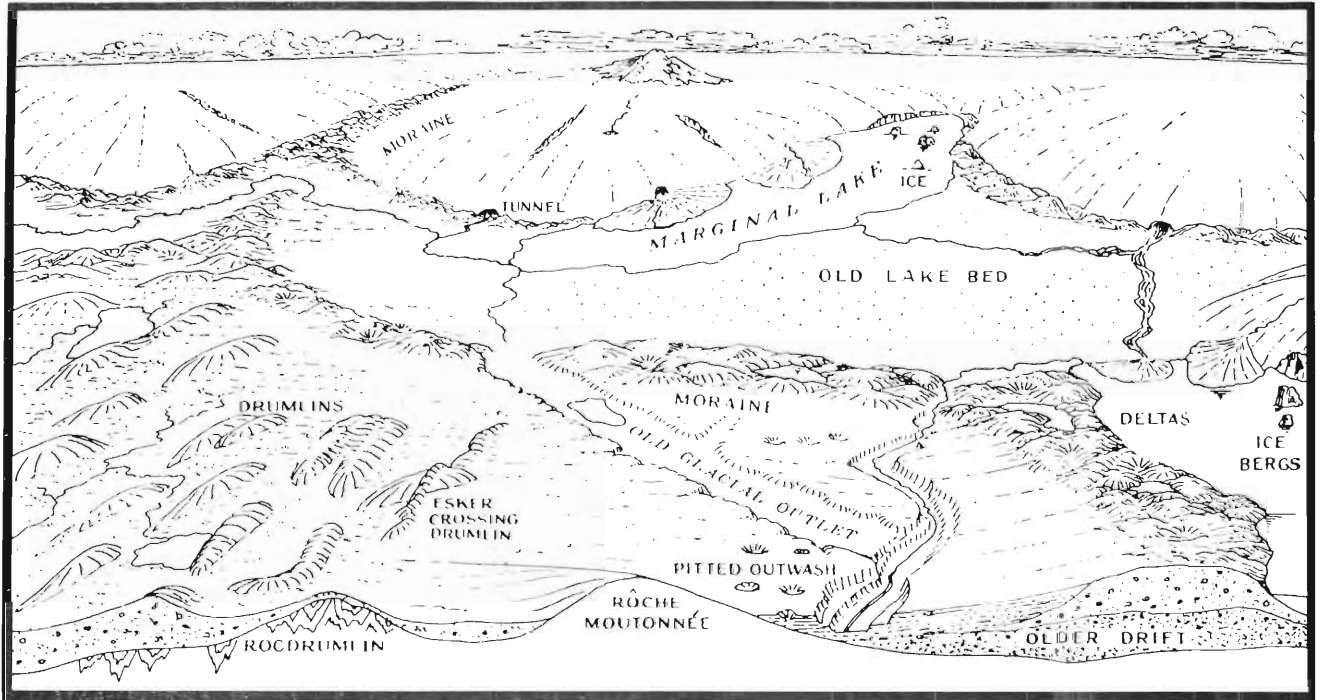 MORAINE
ICE
TUNNEL
MARGINAL LAKE
OLD LAKE BED
DRUMLINS
MORAINE
DELTAS
ICE
BERGS
OLD GLACIAL OUTLET
ESKER
CROSSING
DRUMLIN
PITTED OUTWASH
RÔCHE
MOUTONNÉE
ROCDRUMLIN
OLDER DRIFT